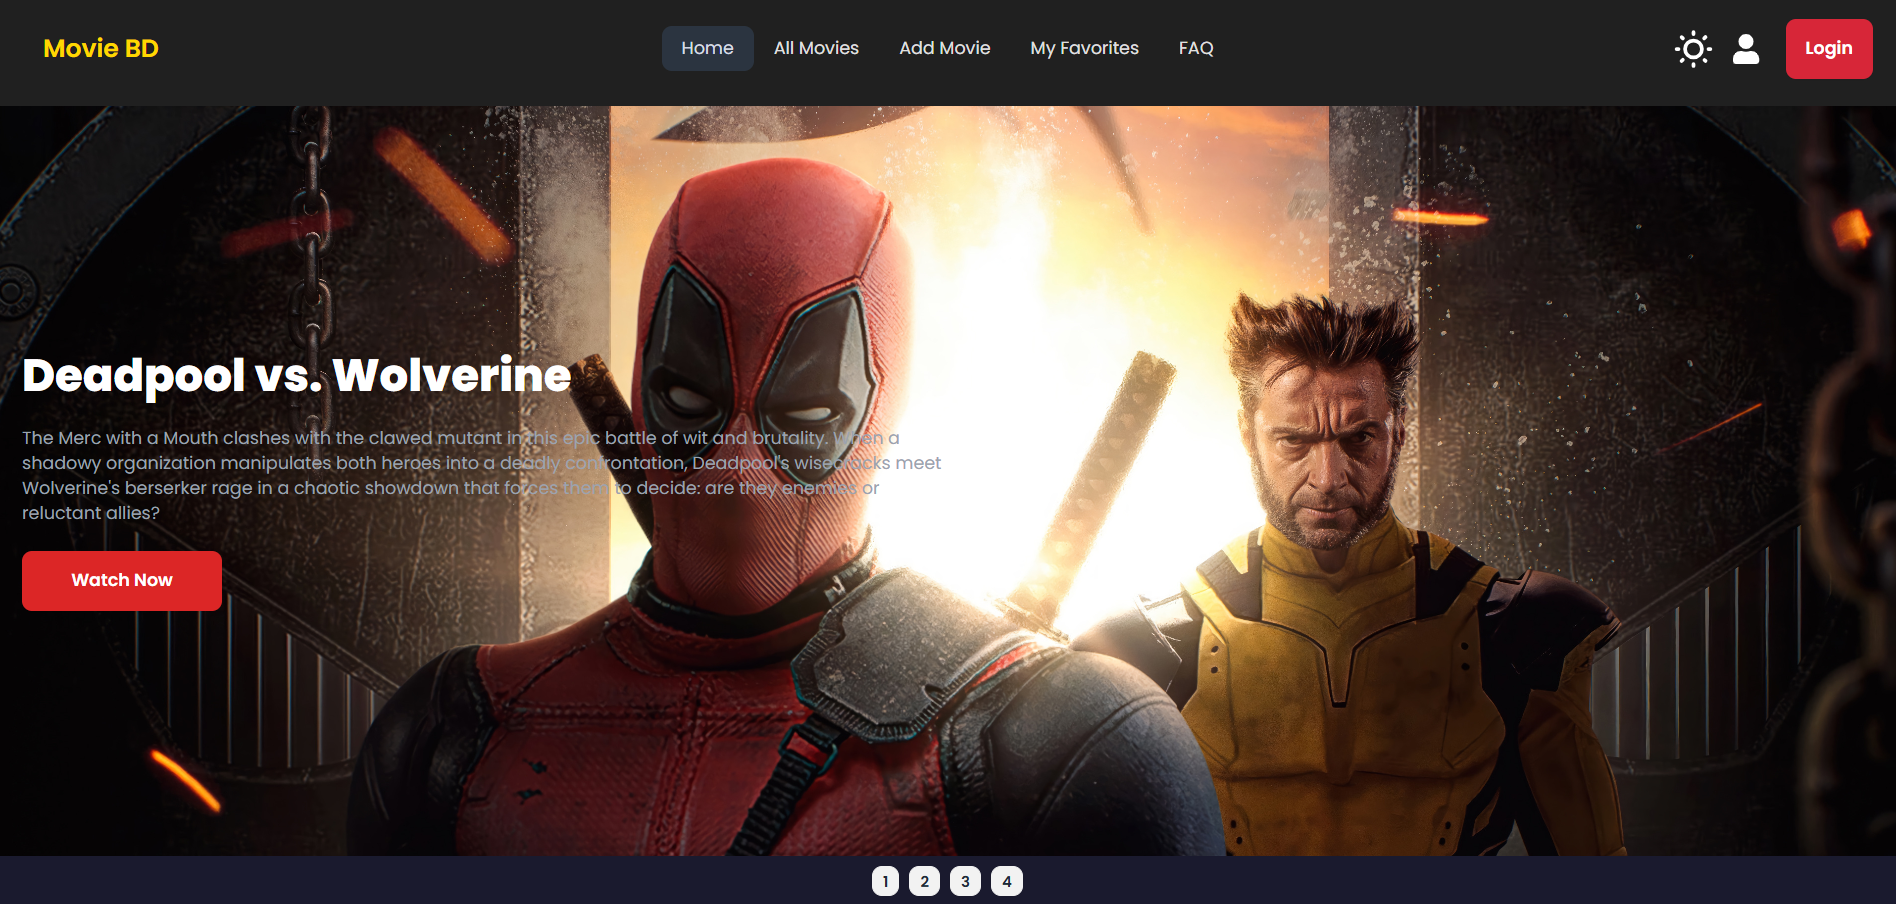 Movie BD
Home
All Movies
Add Movie
My Favorites
FAQ
Login
Deadpool vs. Wolverine
The Merc with a Mouth clashes with the clawed mutant in this epic battle of wit and brutality. When a
shadowy organization manipulates both heroes into a deadly confrontation, Deadpool's wisecracks meet
Wolverine's berserker rage in a chaotic showdown that forces them to decide: are they enemies or
reluctant allies?
Watch Now
1
2
3
4